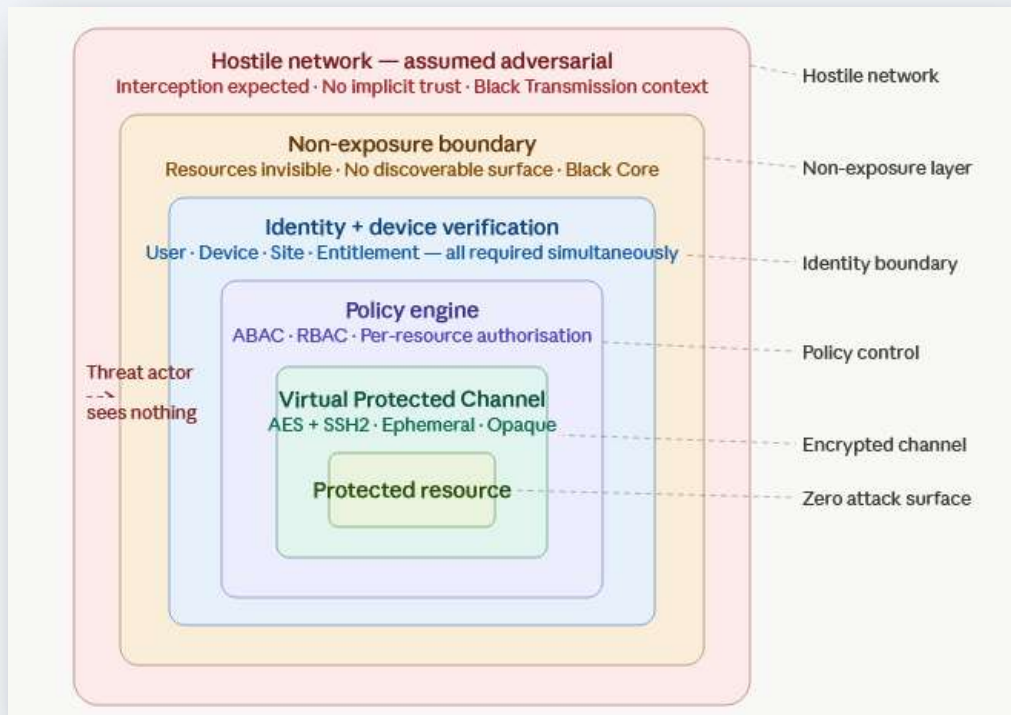 Hostile network — assumed adversarial
Interception expected · No implicit trust · Black Transmission context
Hostile network
Non-exposure boundary
Resources invisible · No discoverable surface · Black Core
Non-exposure layer
Identity + device verification
User · Device · Site · Entitlement — all required simultaneously
Identity boundary
Policy engine
ABAC · RBAC · Per-resource authorisation
Policy control
Threat actor
sees nothing
Virtual Protected Channel
AES + SSH2 · Ephemeral · Opaque
Encrypted channel
Protected resource
Zero attack surface